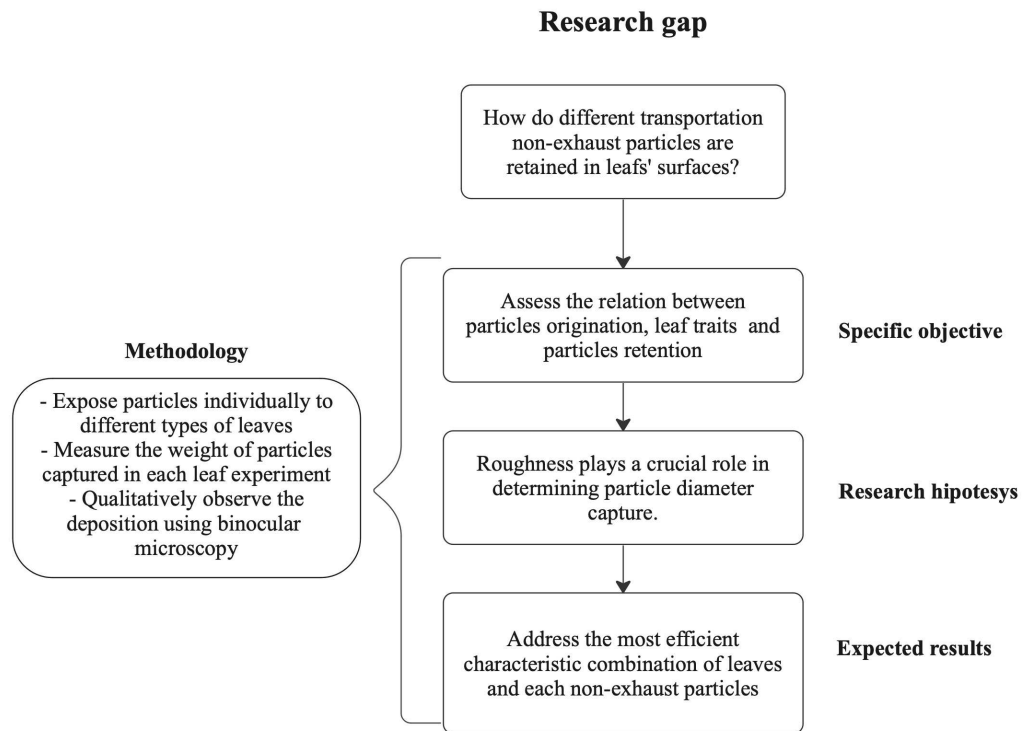 Research gap
How do different transportation
non-exhaust particles are
retained in leafs' surfaces?
Assess the relation between
particles origination, leaf traits and
particles retention
Specific objective
Methodology
- Expose particles individually to
different types of leaves
- Measure the weight of particles
captured in each leaf experiment
- Qualitatively observe the
deposition using binocular
microscopy
Roughness plays a crucial role in
determining particle diameter
capture.
Research hipotesys
Address the most efficient
characteristic combination of leaves
and each non-exhaust particles
Expected results